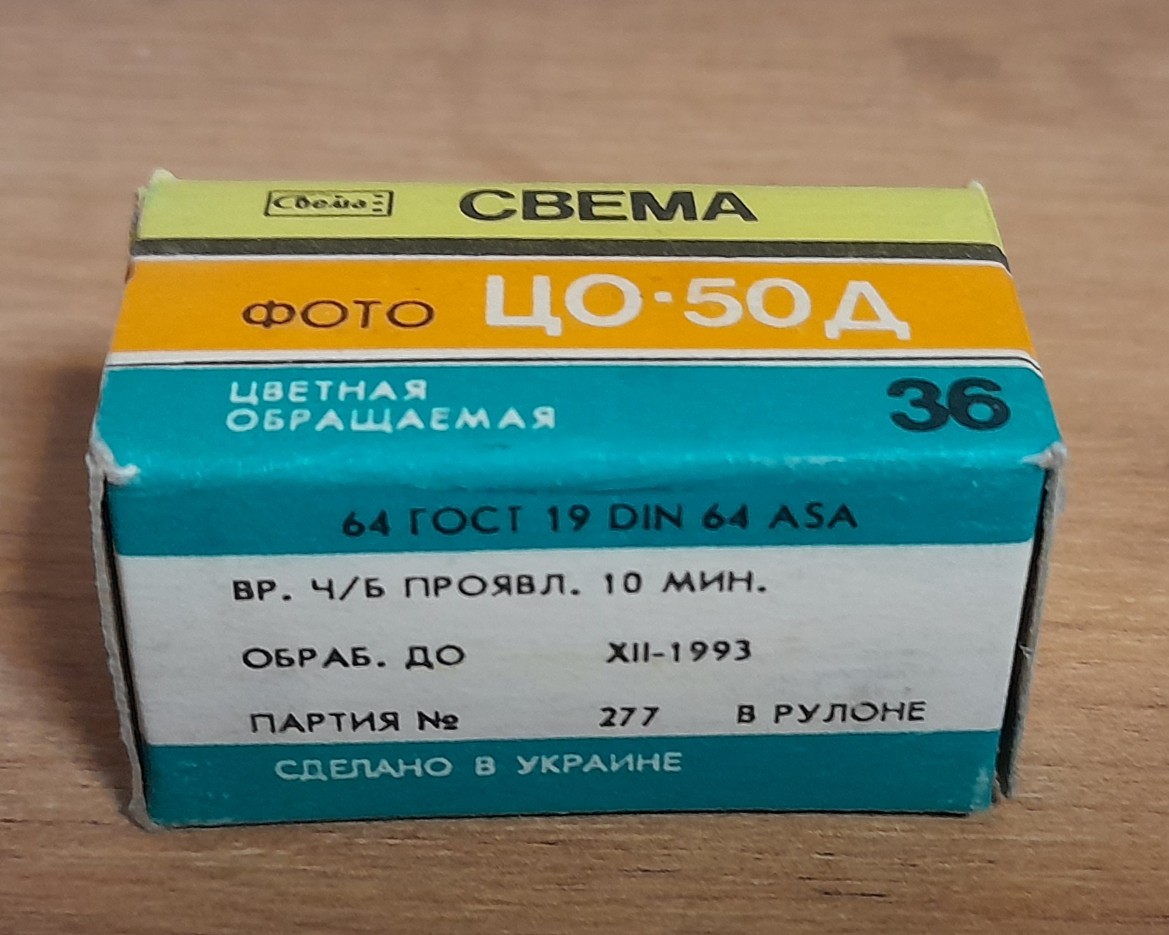 Свема СВЕМА
ФОТО ЦО-50Д
ЦВЕТНАЯ
ОБРАЩАЕМАЯ
36
64 ГОСТ 19 DIN 64 ASA
ВР. Ч/Б ПРОЯВЛ. 10 МИН.
ОБРАБ. ДО XII-1993
ПАРТИЯ № 277 В РУЛОНЕ
СДЕЛАНО В УКРАИНЕ